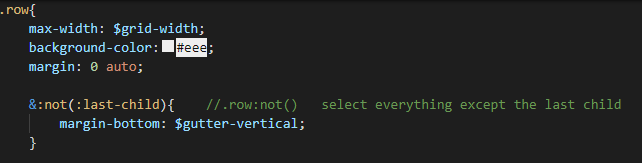 .row{
max-width: $grid-width;
background-color: #eee;
margin: 0 auto;
&:not(:last-child){ //.row:not() select everything except the last child
margin-bottom: $gutter-vertical;
}